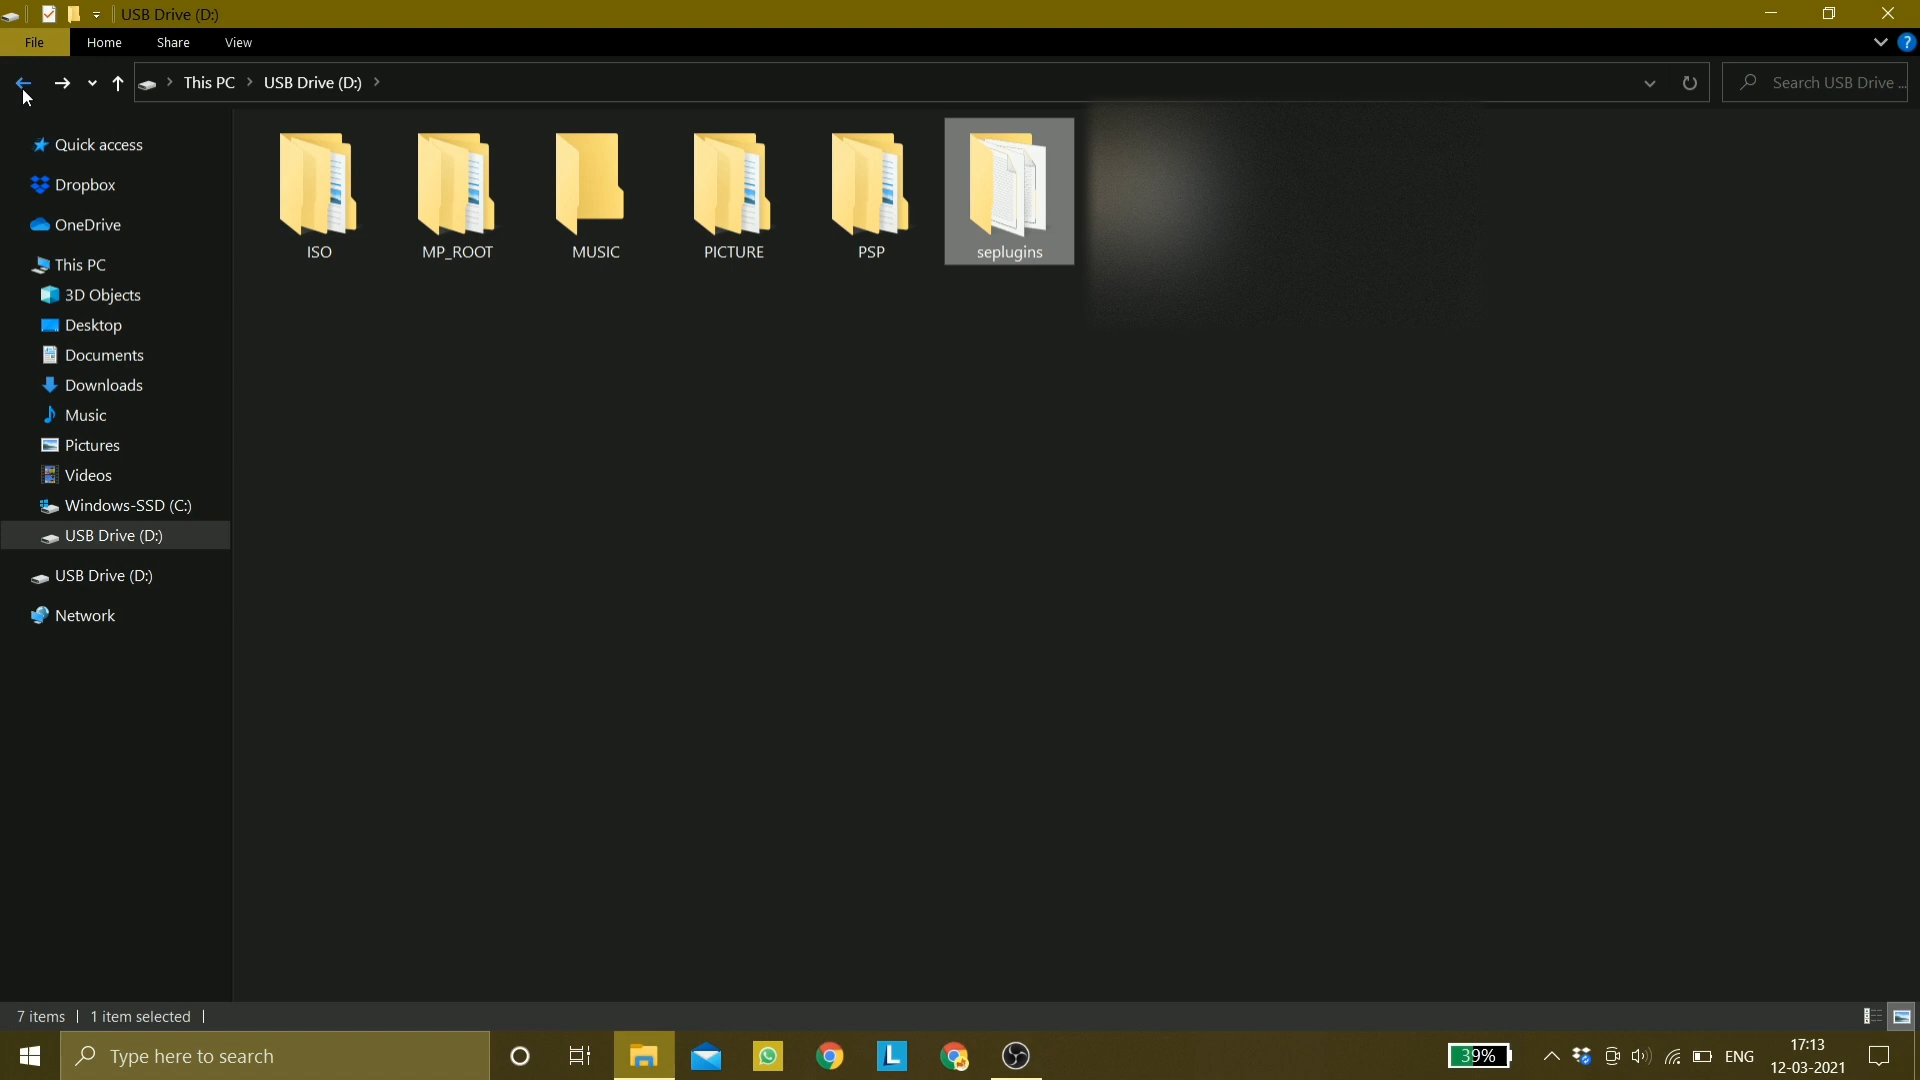 USB Drive (D:)
File Home Share View
This PC > USB Drive (D:) >
Search USB Drive ...
Quick access
Dropbox
OneDrive
This PC
3D Objects
Desktop
Documents
Downloads
Music
Pictures
Videos
Windows-SSD (C:)
USB Drive (D:)
USB Drive (D:)
Network
ISO
MP_ROOT
MUSIC
PICTURE
PSP
seplugins
7 items
1 item selected
Type here to search
39%
ENG
17:13
12-03-2021